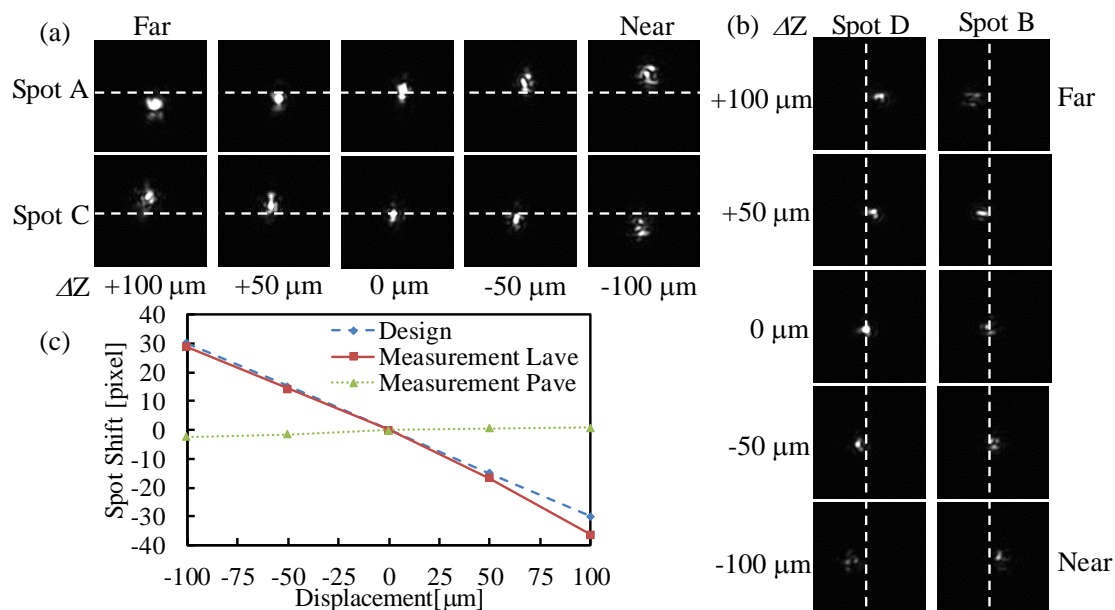 (a) Far Near
Spot A
Spot C
ΔZ +100 μm +50 μm 0 μm -50 μm -100 μm
(b) ΔZ Spot D Spot B
+100 μm Far
+50 μm
0 μm
-50 μm
-100 μm Near
(c)
Design
Measurement Lave
Measurement Pave
Spot Shift [pixel]
40
30
20
10
0
-10
-20
-30
-40
-100 -75 -50 -25 0 25 50 75 100
Displacement[μm]